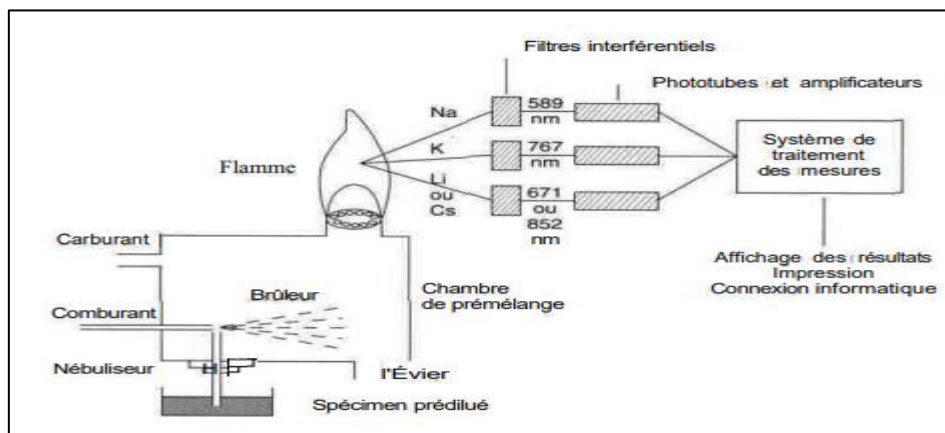 Filtres interférentiels
Phototubes et amplificateurs
Na
589
nm
K
767
nm
Li
ou
Cs
671
ou
852
nm
Flamme
Système de
traitement
des mesures
Carburant
Affichage des résultats
Impression
Connexion informatique
Chambre
de prémélange
Brûleur
Comburant
Nébuliseur
H
l'Évier
Spécimen prédilué